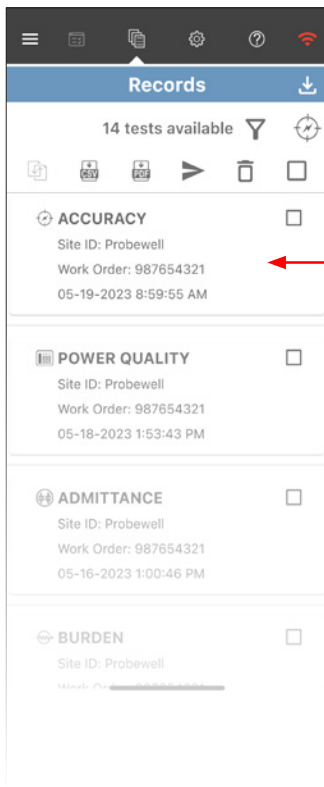 Records
14 tests available
CSV PDF
ACCURACY
Site ID: Probewell
Work Order: 987654321
05-19-2023 8:59:55 AM
POWER QUALITY
Site ID: Probewell
Work Order: 987654321
05-18-2023 1:53:43 PM
ADMITTANCE
Site ID: Probewell
Work Order: 987654321
05-16-2023 1:00:46 PM
BURDEN
Site ID: Probewell
Work